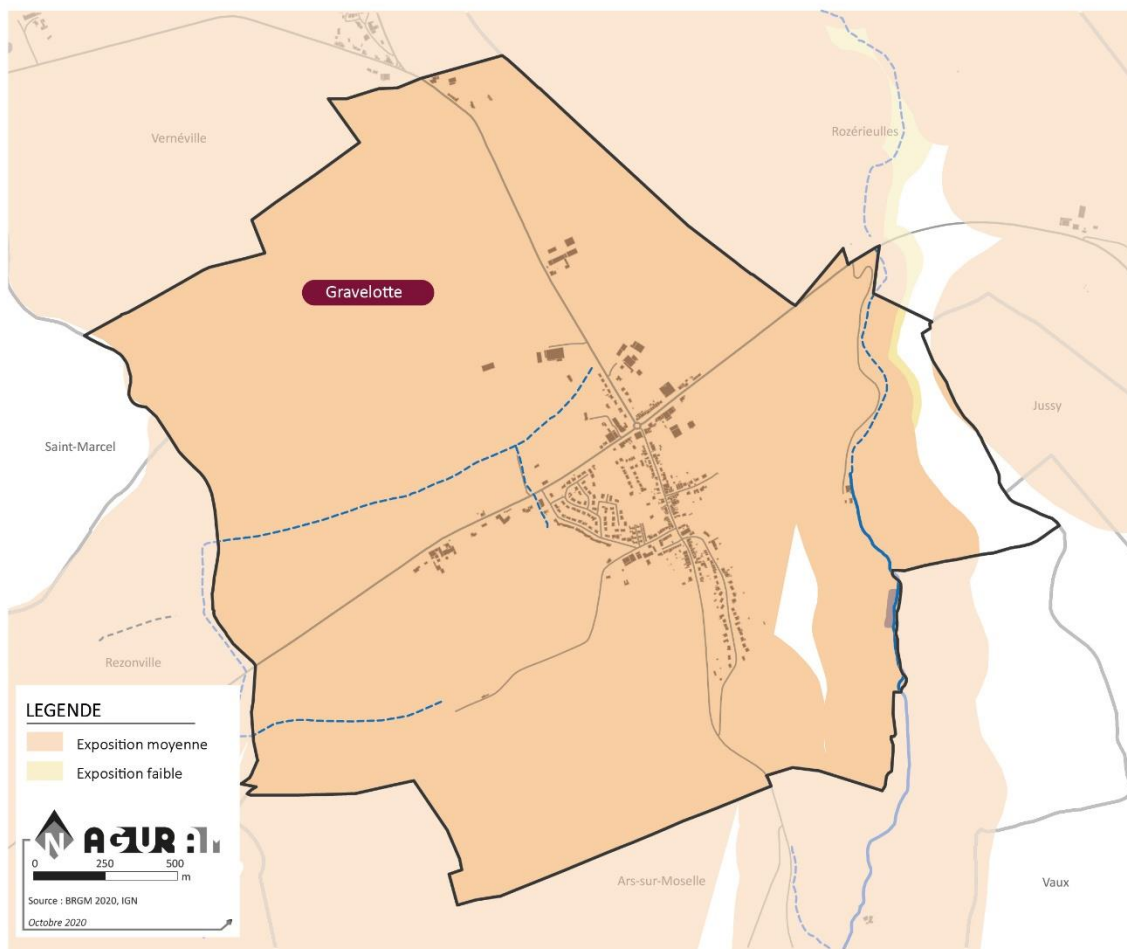 Vernéville
Rozérieulles
Gravelotte
Jussy
Saint-Marcel
Rezonville
Ars-sur-Moselle
Vaux
LEGENDE
Exposition moyenne
Exposition faible
N AGURAM
0 250 500
m
Source : BRGM 2020, IGN
Octobre 2020